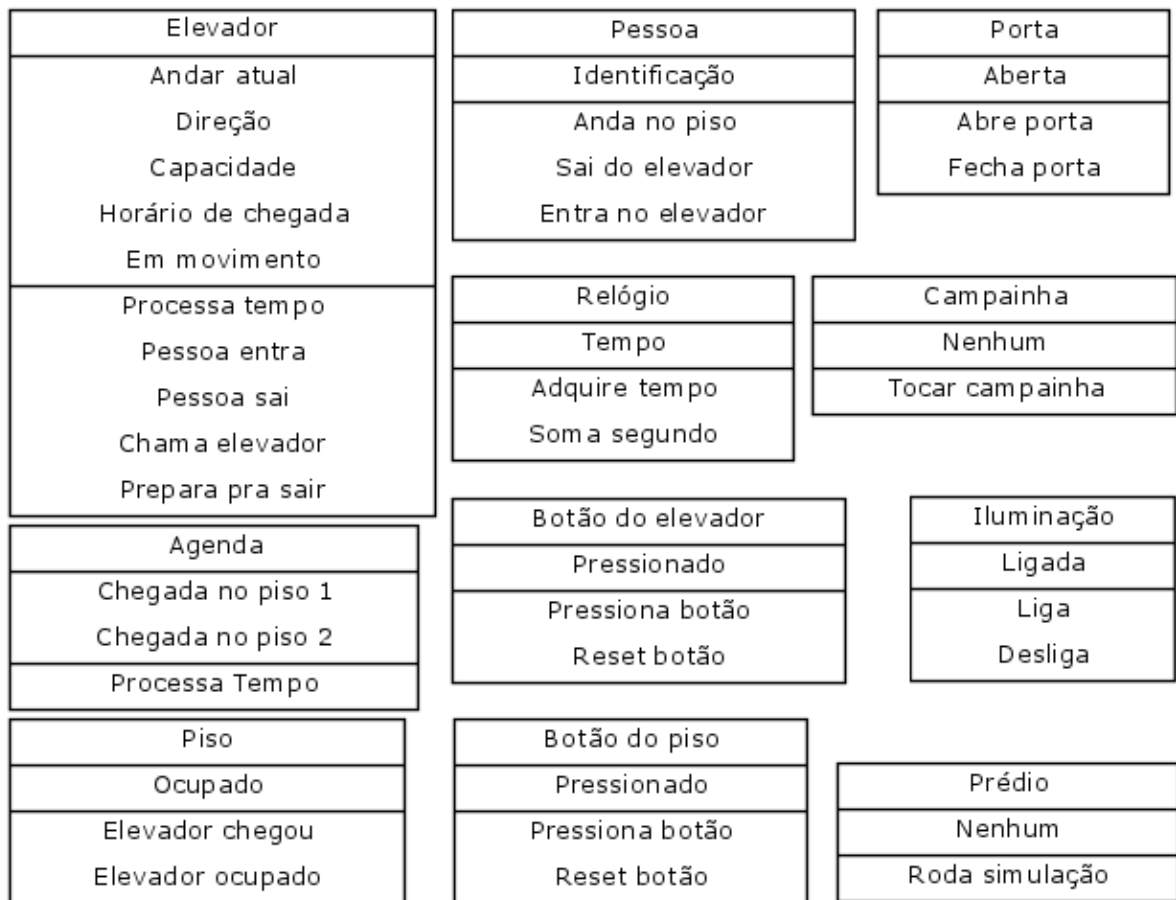 Elevador
Andar atual
Direção
Capacidade
Horário de chegada
Em movimento
Processa tempo
Pessoa entra
Pessoa sai
Chama elevador
Prepara pra sair
Pessoa
Identificação
Anda no piso
Sai do elevador
Entra no elevador
Porta
Aberta
Abre porta
Fecha porta
Relógio
Tempo
Adquire tempo
Soma segundo
Campainha
Nenhum
Tocar campainha
Agenda
Chegada no piso 1
Chegada no piso 2
Processa Tempo
Botão do elevador
Pressionado
Pressiona botão
Reset botão
Iluminação
Ligada
Liga
Desliga
Piso
Ocupado
Elevador chegou
Elevador ocupado
Botão do piso
Pressionado
Pressiona botão
Reset botão
Prédio
Nenhum
Roda simulação